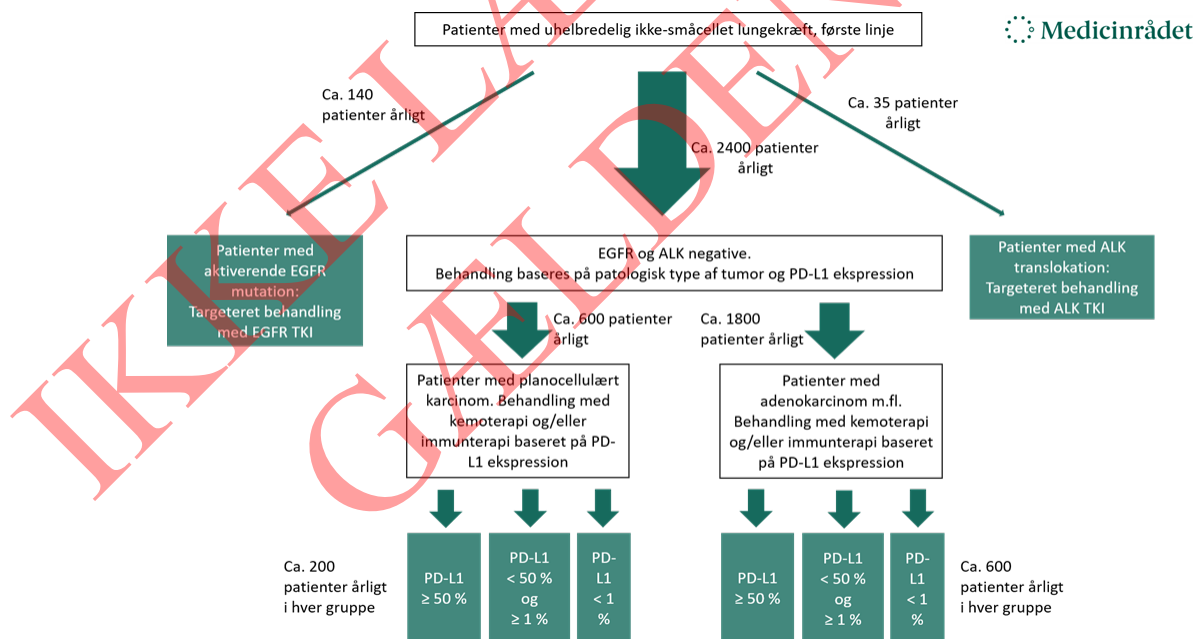 Patienter med uhelbredelig ikke-småcellet lungekræft, første linje
Medicinrådet
Ca. 140
patienter årligt
Ca. 2400 patienter
årligt
Ca. 35 patienter
årligt
Patienter med
aktiverende EGFR
mutation:
Targeteret behandling
med EGFR TKI
EGFR og ALK negative.
Behandling baseres på patologisk type af tumor og PD-L1 ekspression
Patienter med ALK
translokation:
Targeteret behandling
med ALK TKI
Ca. 600 patienter
årligt
Ca. 1800
patienter årligt
Patienter med planocellulært
karcinom. Behandling med
kemoterapi og/eller
immunterapi baseret på PD-
L1 ekspression
Patienter med
adenokarcinom m.fl.
Behandling med kemoterapi
og/eller immunterapi baseret
på PD-L1 ekspression
Ca. 200
patienter årligt
i hver gruppe
PD-L1
≥ 50 %
PD-L1
< 50 %
og
≥ 1 %
PD-
L1
< 1
%
PD-L1
≥ 50 %
PD-L1
< 50 %
og
≥ 1 %
PD-
L1
< 1
%
Ca. 600
patienter årligt
i hver gruppe
IKKE LÆ
GÆLDEN